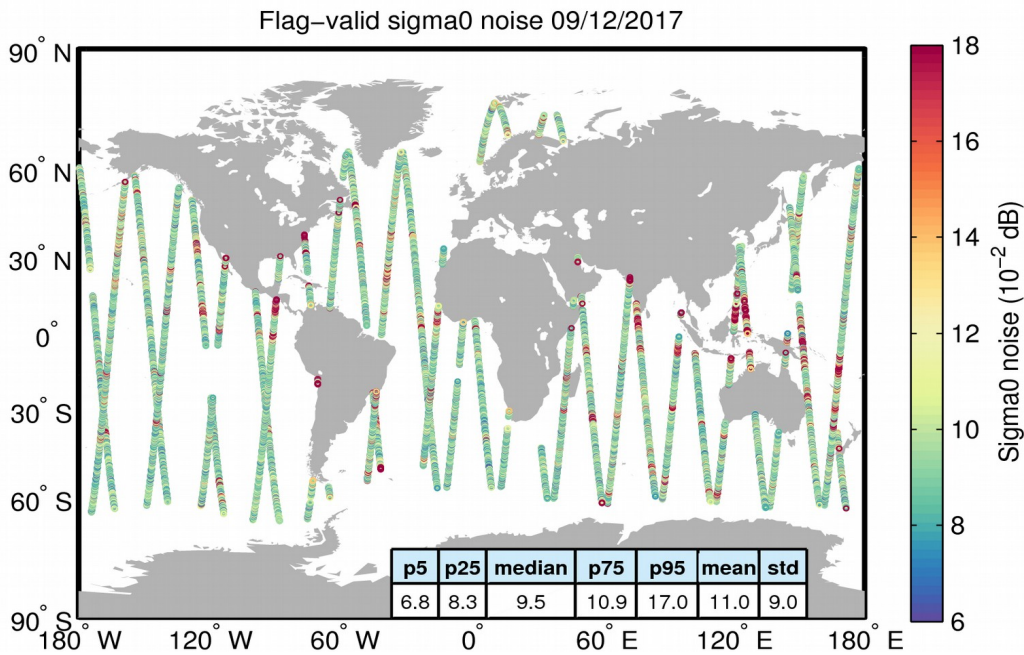 Flag−valid sigma0 noise 09/12/2017
90° N
60° N
30° N
0°
30° S
60° S
90° S
180° W
120° W
60° W
0°
60° E
120° E
180° E
p5 p25 median p75 p95 mean std
6.8 8.3 9.5 10.9 17.0 11.0 9.0
18
16
14
12
10
8
6
Sigma0 noise (10⁻² dB)